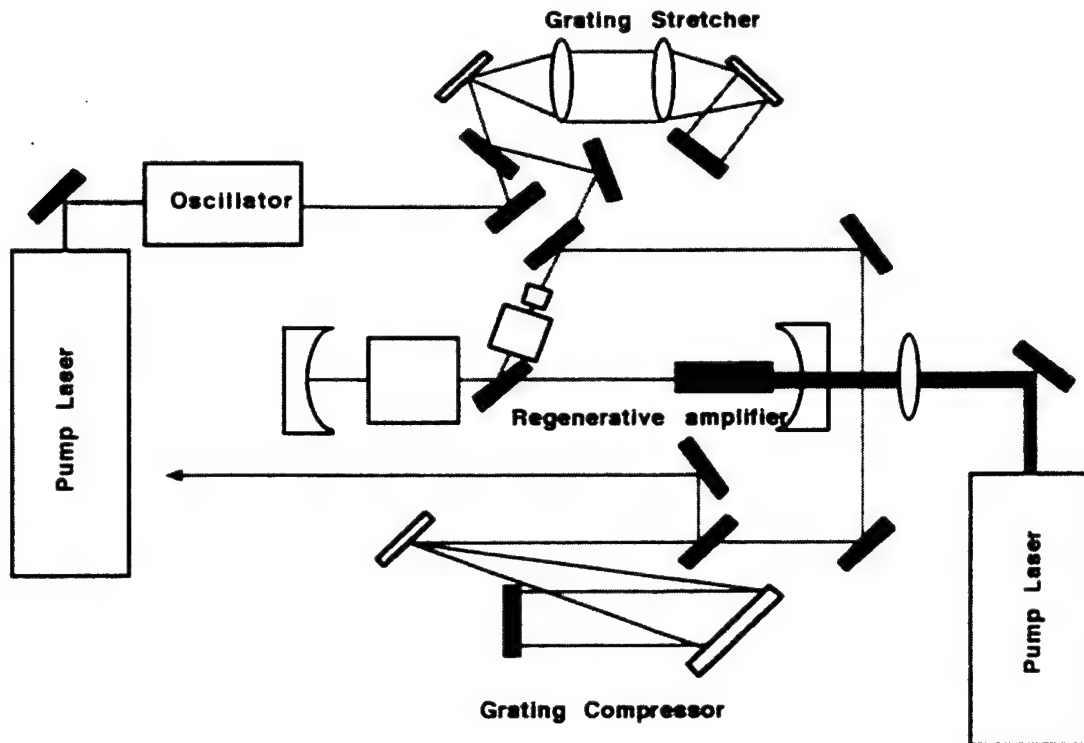 Grating Stretcher
Oscillator
Pump Laser
Regenerative amplifier
Pump Laser
Grating Compressor